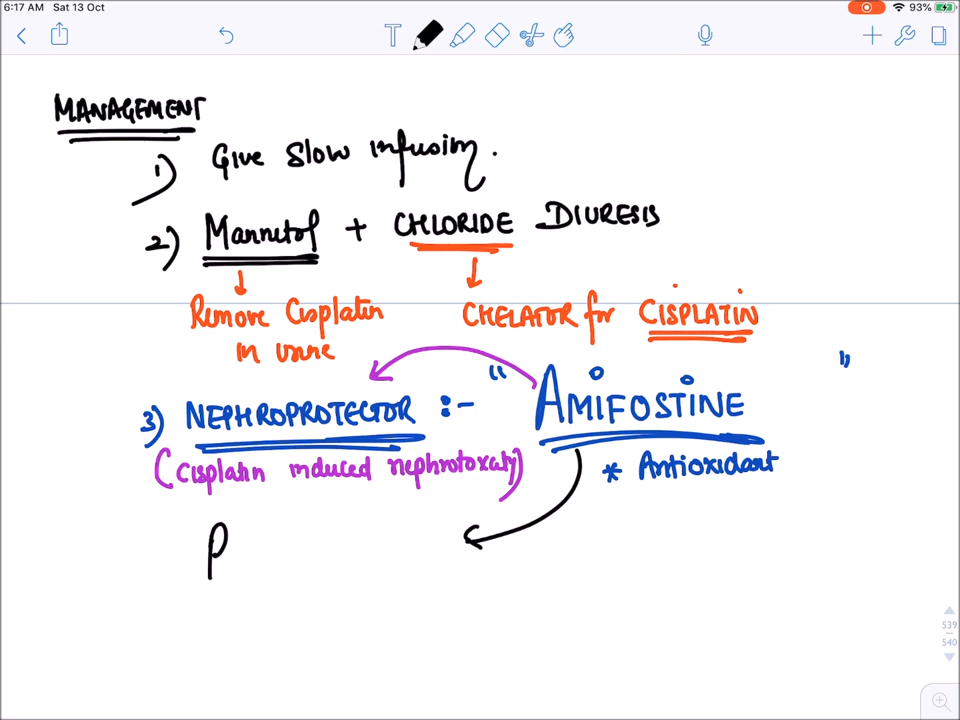 6:17 AM Sat 13 Oct
93%
MANAGEMENT
1) Give Slow infusion.
2) Mannitol + CHLORIDE DIURESIS
Remove Cisplatin CHELATOR for CISPLATIN
in urine
3) NEPHROPROTECTOR :- " AMIFOSTINE "
(Cisplatin induced nephrotoxaty) * Antioxidant
P
539
540